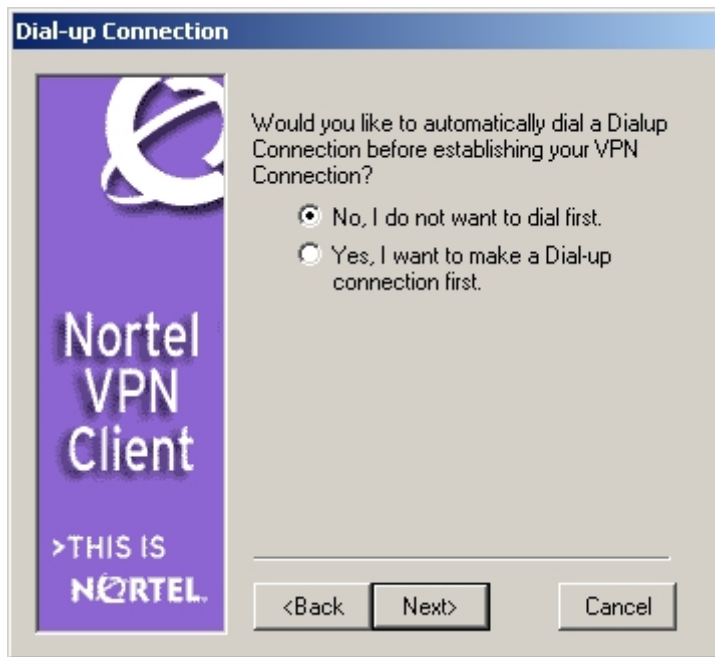 Dial-up Connection
Would you like to automatically dial a Dialup
Connection before establishing your VPN
Connection?
No, I do not want to dial first.
Yes, I want to make a Dial-up
connection first.
Nortel
VPN
Client
>THIS IS
NORTEL.
<Back
Next>
Cancel